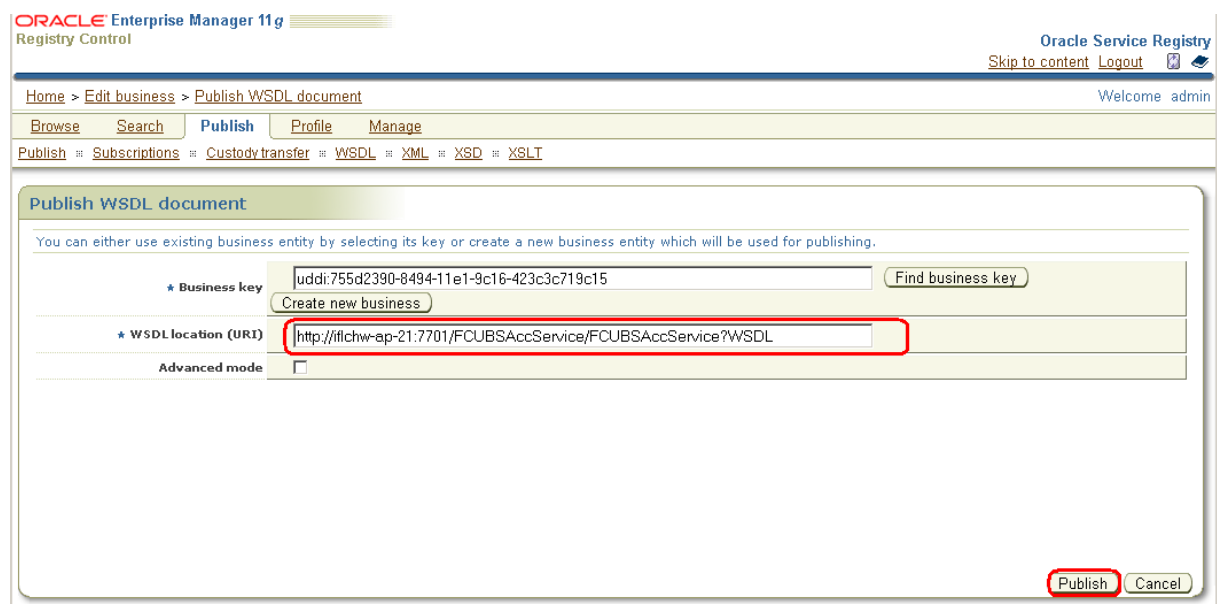 ORACLE Enterprise Manager 11g
Registry Control
Oracle Service Registry
Skip to content Logout
Home > Edit business > Publish WSDL document
Welcome admin
Browse Search Publish Profile Manage
Publish Subscriptions Custody transfer WSDL XML XSD XSLT
Publish WSDL document
You can either use existing business entity by selecting its key or create a new business entity which will be used for publishing.
* Business key uddi:755d2390-8494-11e1-9c16-423c3c719c15 Find business key
Create new business
* WSDL location (URI) http://iflchw-ap-21:7701/FCUBSAccService/FCUBSAccService?WSDL
Advanced mode
Publish Cancel